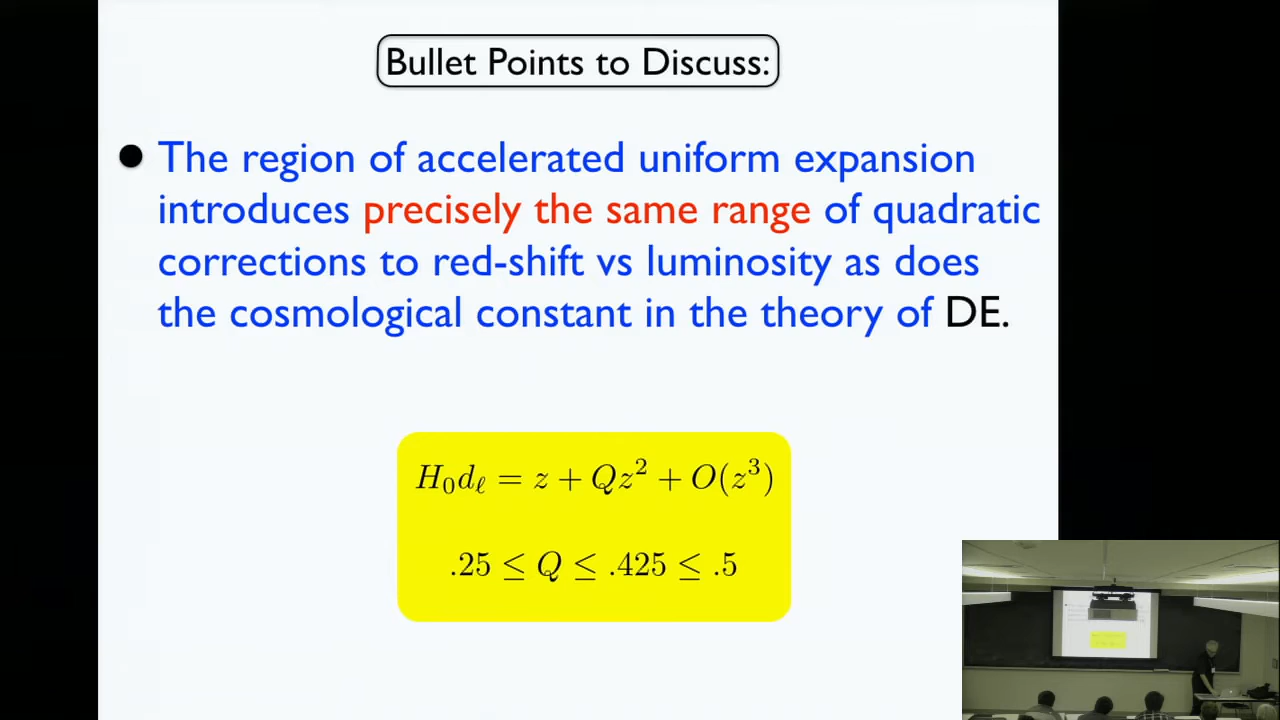 Bullet Points to Discuss:
● The region of accelerated uniform expansion
introduces precisely the same range of quadratic
corrections to red-shift vs luminosity as does
the cosmological constant in the theory of DE.
H₀dℓ = z + Qz² + O(z³)
.25 ≤ Q ≤ .425 ≤ .5